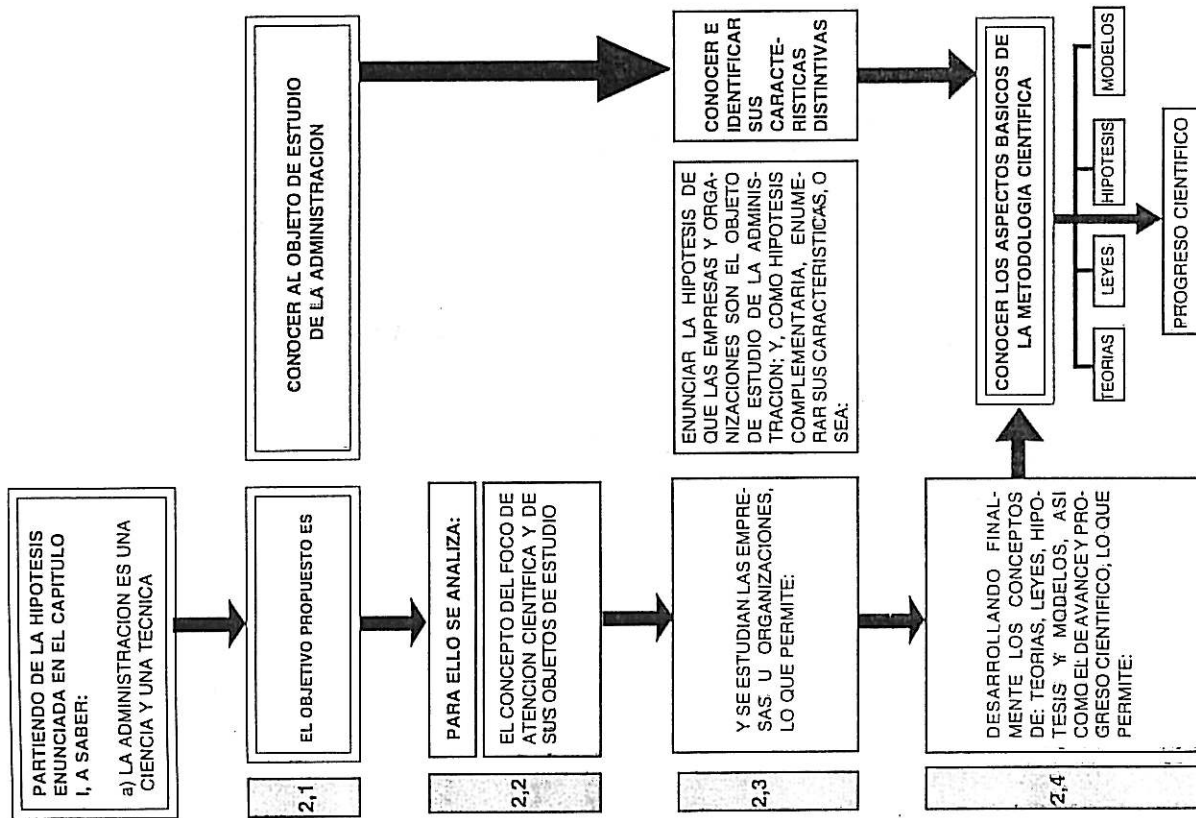 PARTIENDO DE LA HIPOTESIS
ENUNCIADA EN EL CAPITULO
I, A SABER:
a) LA ADMINISTRACION ES UNA
CIENCIA Y UNA TECNICA
2,1
EL OBJETIVO PROPUESTO ES
CONOCER AL OBJETO DE ESTUDIO
DE LA ADMINISTRACION
2,2
PARA ELLO SE ANALIZA:
EL CONCEPTO DEL FOCO DE
ATENCION CIENTIFICA Y DE
SUS OBJETOS DE ESTUDIO
2,3
Y SE ESTUDIAN LAS EMPRE-
SAS U ORGANIZACIONES,
LO QUE PERMITE:
ENUNCIAR LA HIPOTESIS DE
QUE LAS EMPRESAS Y ORGA-
NIZACIONES SON EL OBJETO
DE ESTUDIO DE LA ADMINIS-
TRACION; Y, COMO HIPOTESIS
COMPLEMENTARIA, ENUME-
RAR SUS CARACTERISTICAS, O
SEA:
CONOCER E
IDENTIFICAR
SUS
CARACTE-
RISTICAS
DISTINTIVAS
2,4
DESARROLLANDO FINAL-
MENTE LOS CONCEPTOS
DE: TEORIAS, LEYES, HIPO-
TESIS Y MODELOS, ASI
COMO EL DE AVANCE Y PRO-
GRESO CIENTIFICO; LO QUE
PERMITE:
CONOCER LOS ASPECTOS BASICOS DE
LA METODOLOGIA CIENTIFICA
TEORIAS
LEYES
HIPOTESIS
MODELOS
PROGRESO CIENTIFICO